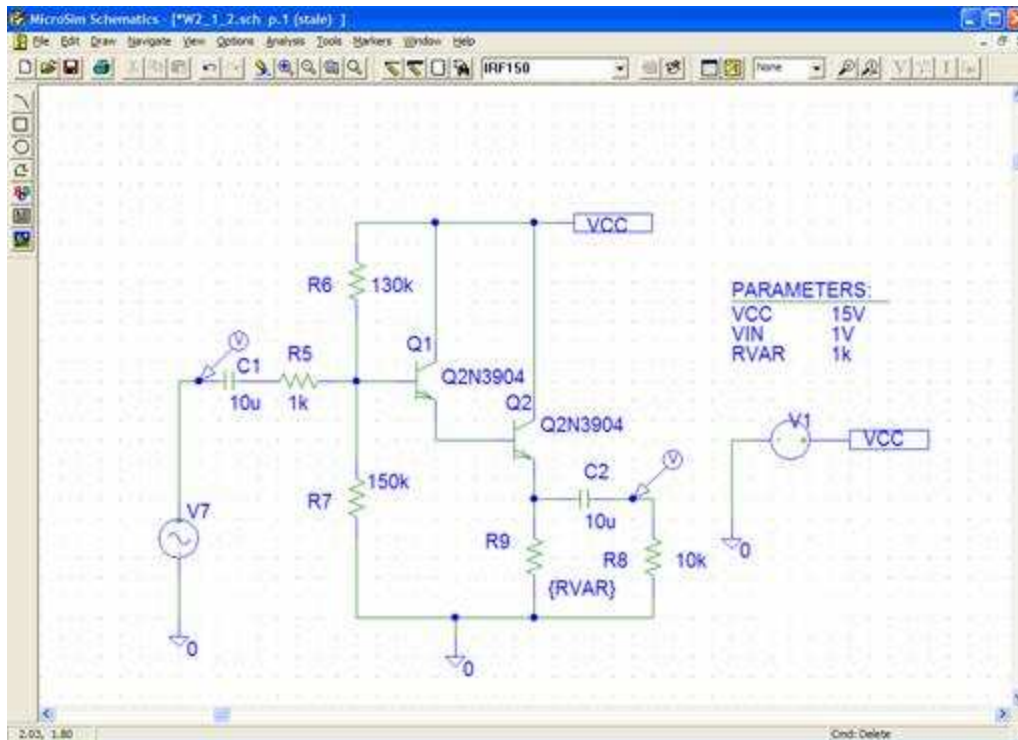 MicroSim Schematics - [*W2_1_2.sch p.1 (stale) ]
File Edit Draw Navigate View Options Analysis Tools Markers Window Help
IRF150
None
VCC
R6 130k
PARAMETERS:
VCC 15V
VIN 1V
RVAR 1k
V
C1
10u
R5
1k
Q1
Q2N3904
Q2
Q2N3904
V1
VCC
V
C2
10u
150k
R7
V7
R9
{RVAR}
R8
10k
0
0
0
2.03, 1.80
Cmd: Delete